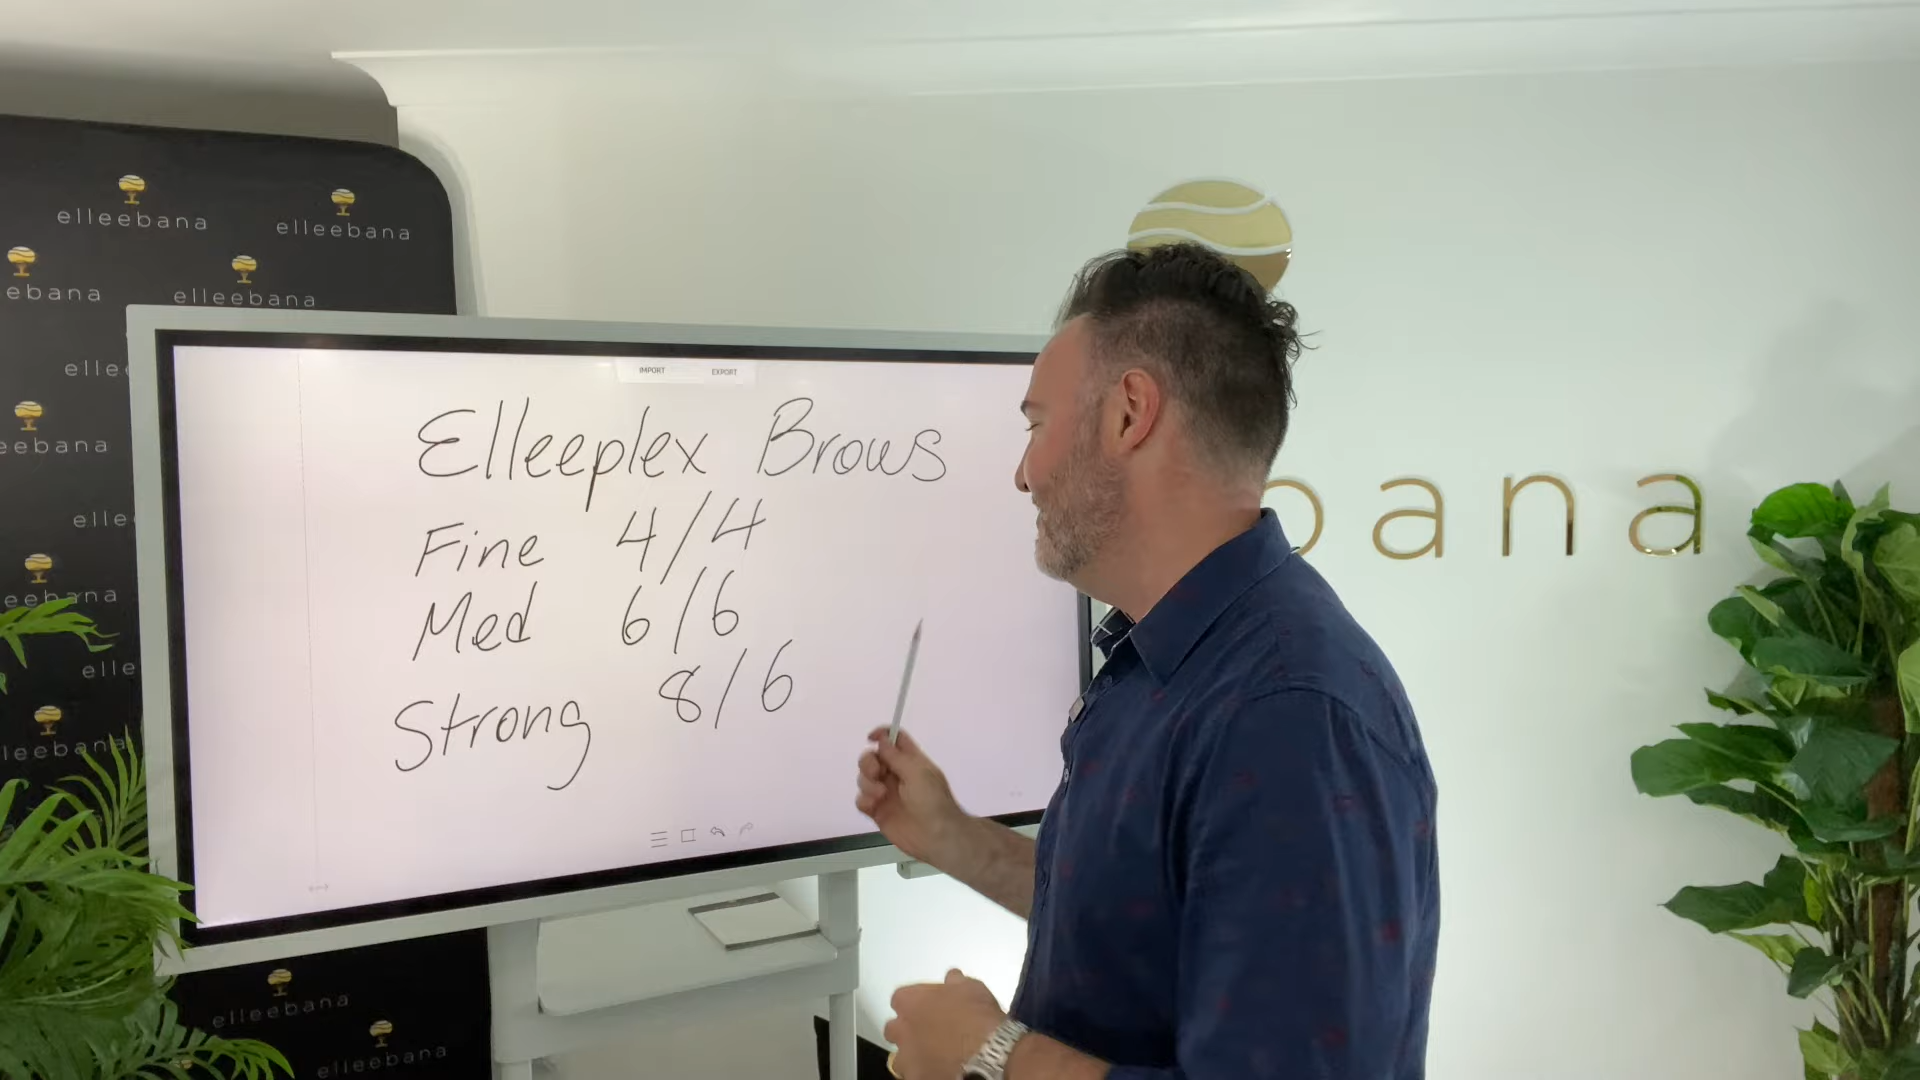 elleebana elleebana
ebana elleebana
elle
eebana
elle
eebana
elle
leebana
elleebana
elleebana
IMPORT EXPORT
Elleeplex Brows
Fine 4/4
Med 6/6
Strong 8/6
bana